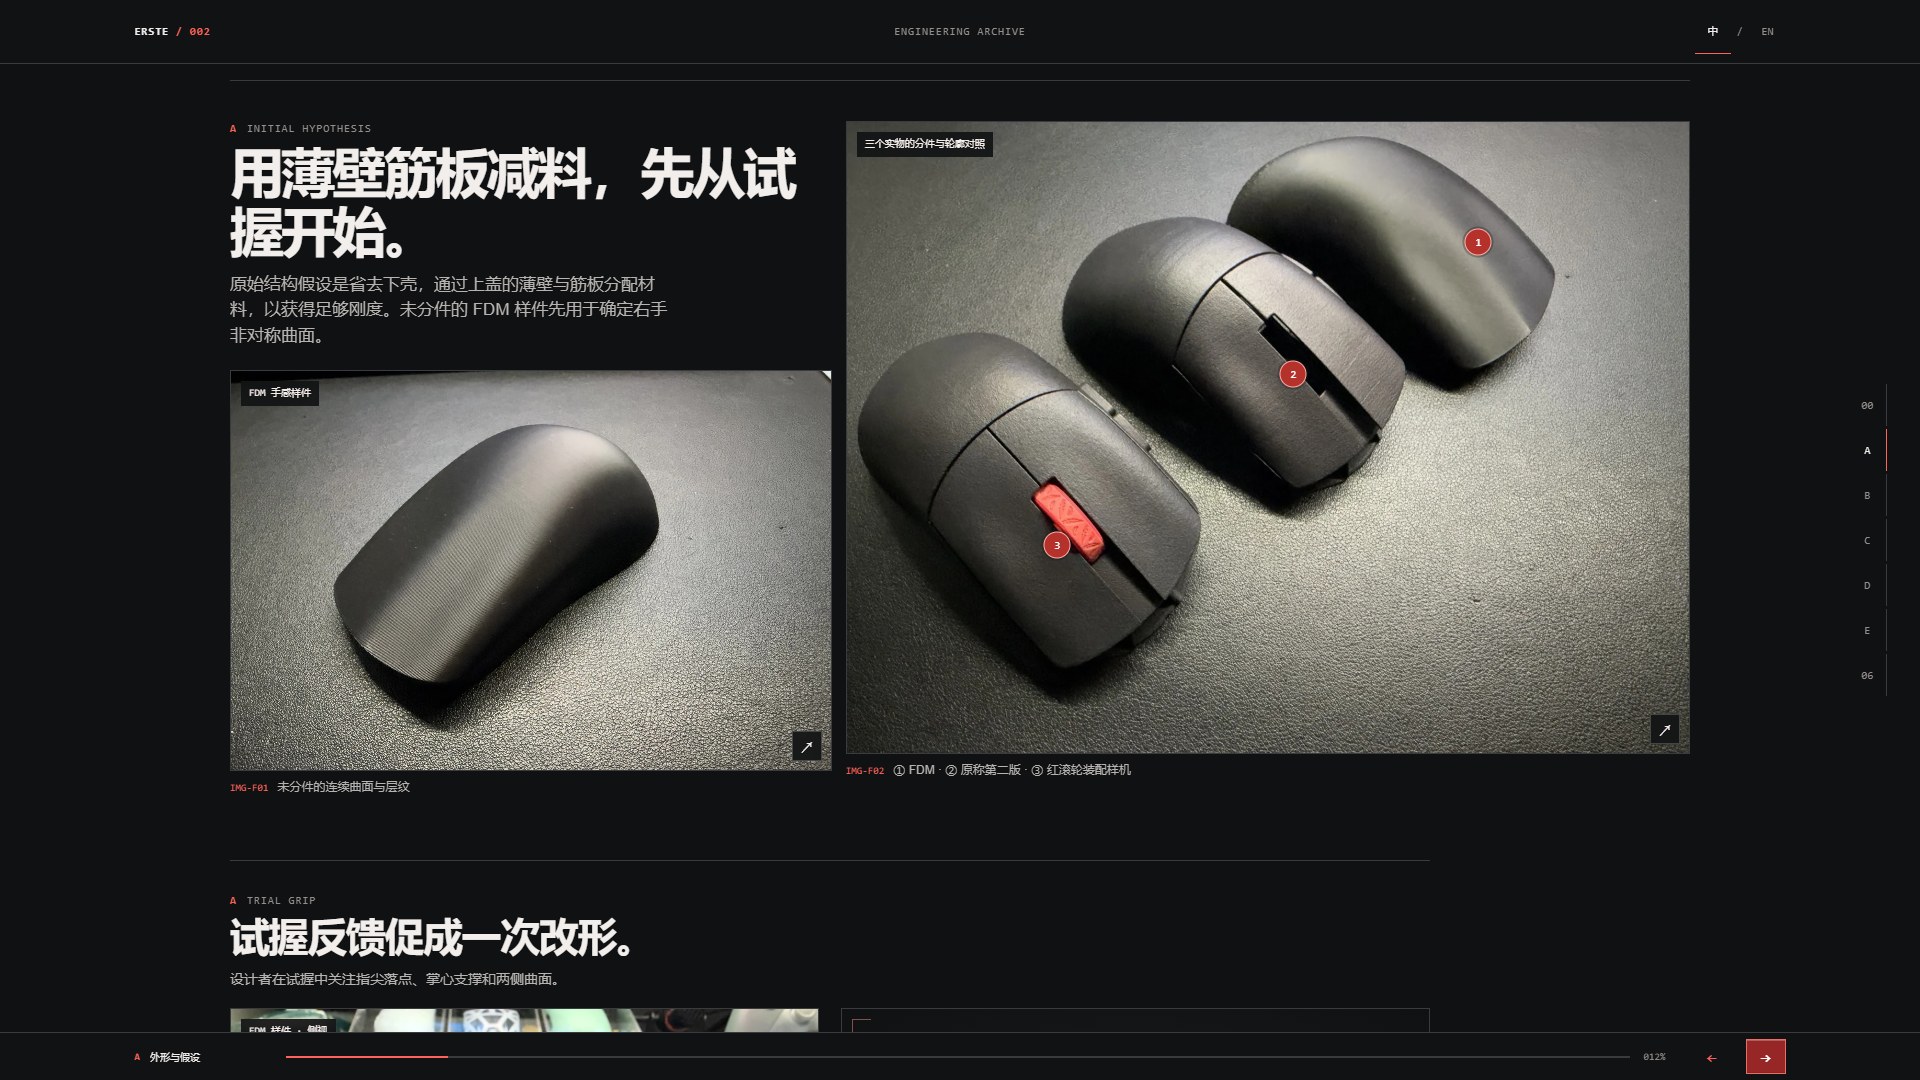 ERSTE / 002
ENGINEERING ARCHIVE
中 / EN
A INITIAL HYPOTHESIS
用薄壁筋板减料，先从试
握开始。
原始结构假设是省去下壳，通过上盖的薄壁与筋板分配材
料，以获得足够刚度。未分件的 FDM 样件先用于确定右手
非对称曲面。
FDM 手感样件
IMG-F01 未分件的连续曲面与层纹
三个实物的分件与轮廓对照
1
2
3
IMG-F02 ① FDM · ② 原称第二版 · ③ 红滚轮装配样机
00
A
B
C
D
E
06
A TRIAL GRIP
试握反馈促成一次改形。
设计者在试握中关注指尖落点、掌心支撑和两侧曲面。
FDM 样件 · 侧视
A 外形与假设
012%